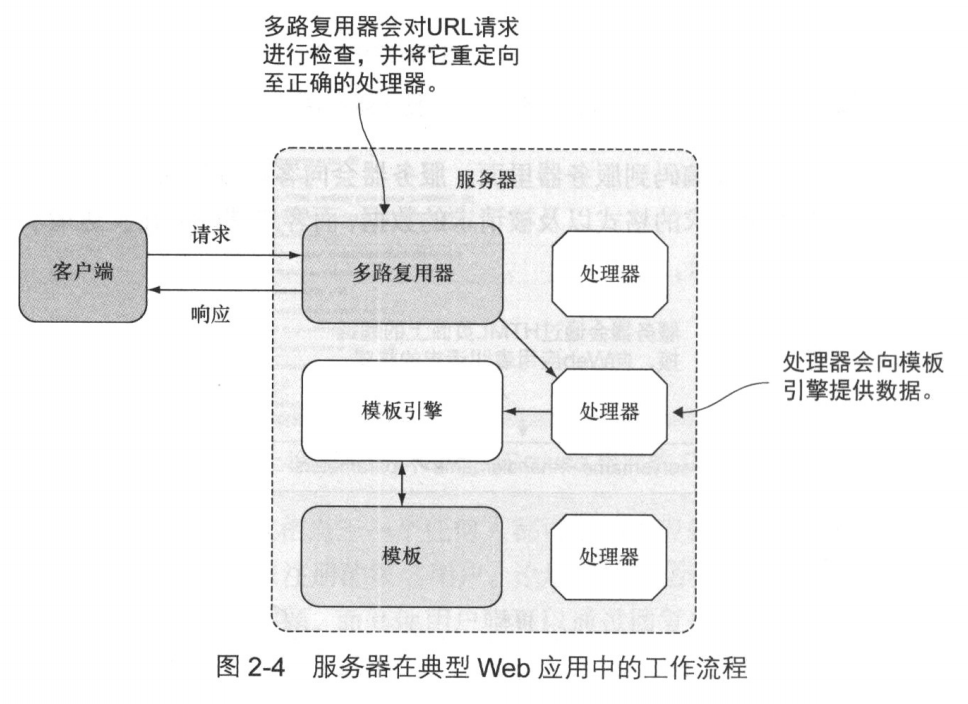 多路复用器会对URL请求
进行检查，并将它重定向
至正确的处理器。
服务器
请求
客户端
多路复用器
处理器
响应
处理器会向模板
引擎提供数据。
模板引擎
处理器
模板
处理器
图 2-4 服务器在典型 Web 应用中的工作流程